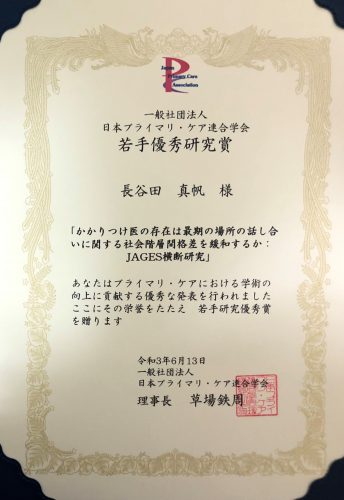 Japan
Primary Care
Association
一般社団法人
日本プライマリ・ケア連合学会
若手優秀研究賞
長谷田 真帆 様
「かかりつけ医の存在は最期の場所の話し合
いに関する社会階層間格差を緩和するか：
JAGES横断研究」
あなたはプライマリ・ケアにおける学術の
向上に貢献する優秀な発表を行われました
ここにその栄誉をたたえ 若手研究優秀賞
を贈ります
令和3年6月13日
一般社団法人
日本プライマリ・ケア連合学会
理事長 草場鉄周